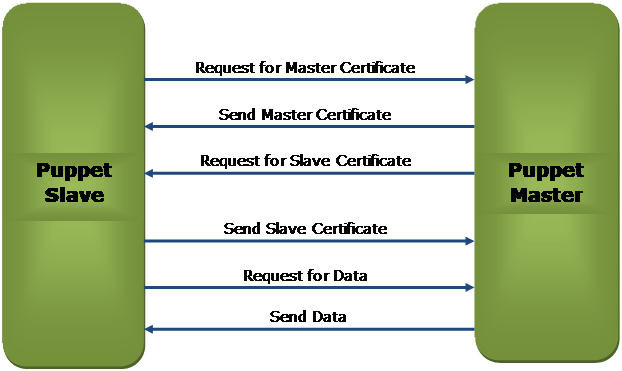 Request for Master Certificate
Send Master Certificate
Request for Slave Certificate
Puppet
Slave
Puppet
Master
Send Slave Certificate
Request for Data
Send Data